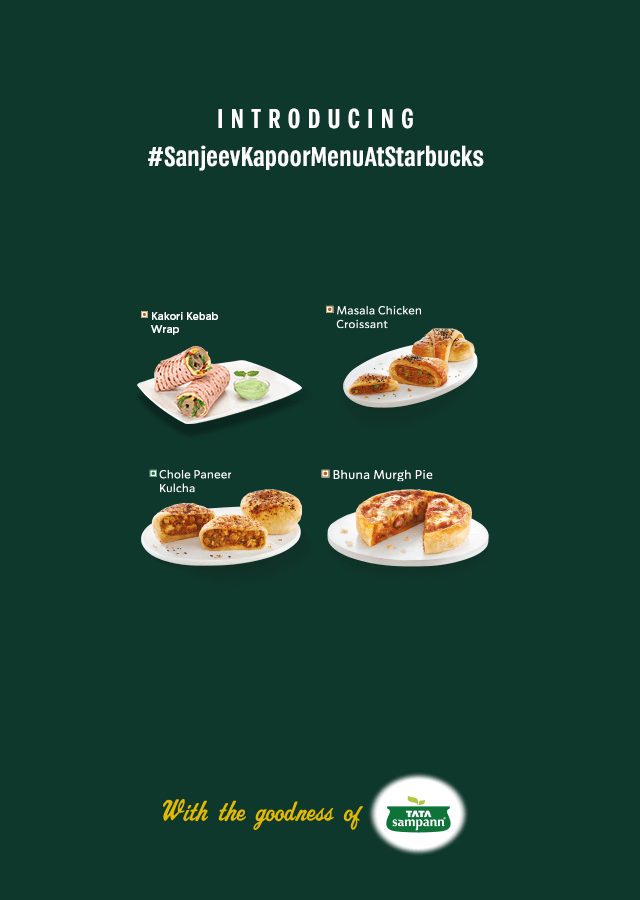 INTRODUCING
#SanjeevKapoorMenuAtStarbucks
Kakori Kebab
Wrap
Masala Chicken
Croissant
Chole Paneer
Kulcha
Bhuna Murgh Pie
With the goodness of
TATA
sampann